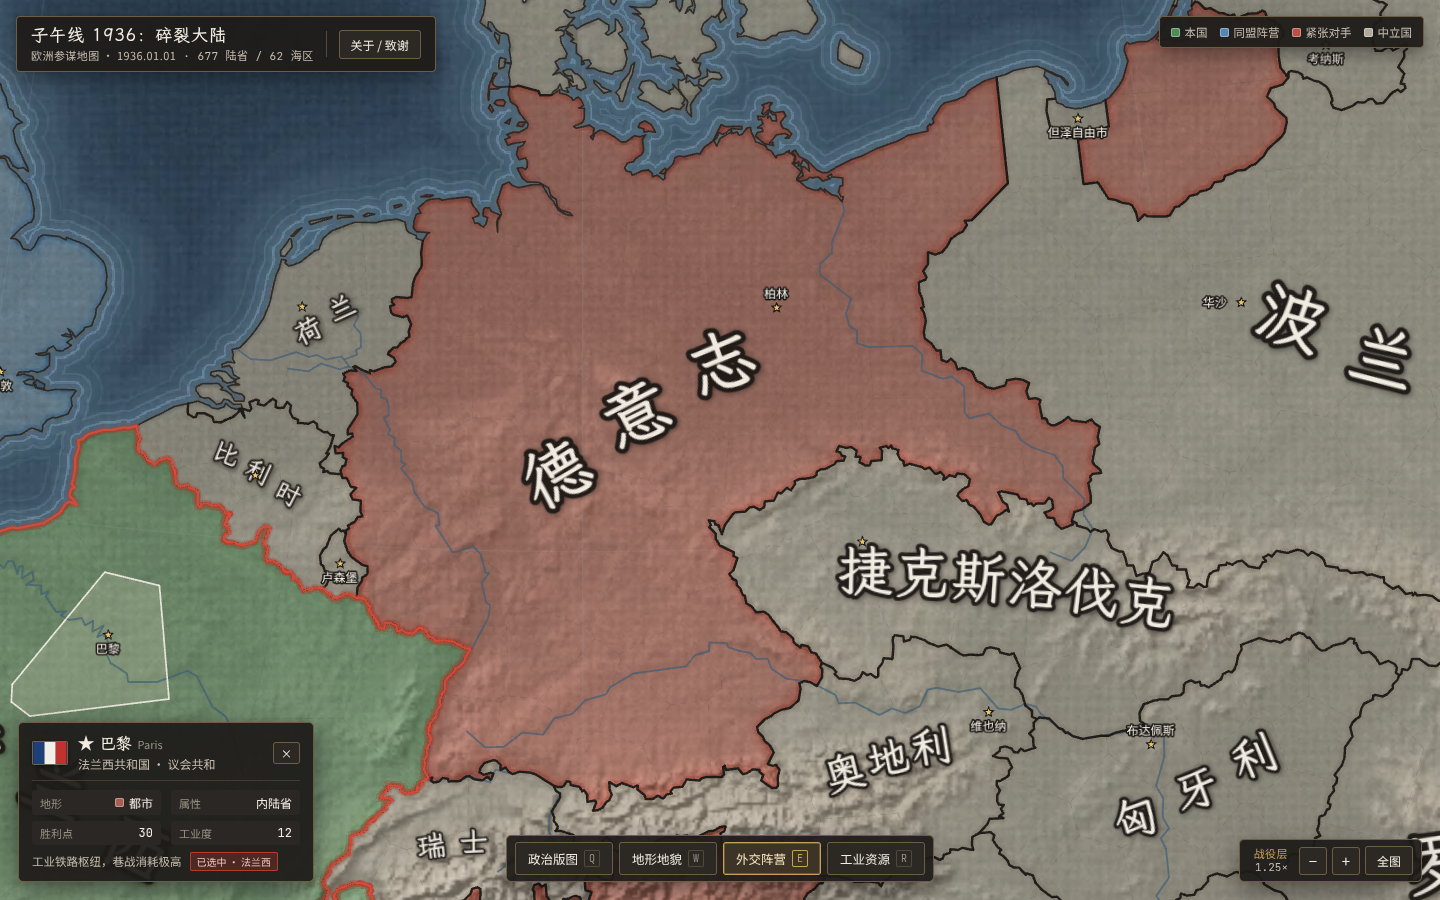 子午线 1936：碎裂大陆
欧洲参谋地图 • 1936.01.01 • 677 陆省 / 62 海区
关于 / 致谢
本国
同盟阵营
紧张对手
中立国
考纳斯
但泽自由市
柏林
华沙
波兰
荷兰
敦
德意志
比利时
卢森堡
捷克斯洛伐克
巴黎
维也纳
布达佩斯
奥地利
匈牙利
瑞士
罗
★ 巴黎 Paris
×
法兰西共和国 • 议会共和
地形 都市
属性 内陆省
胜利点 30
工业度 12
工业铁路枢纽，巷战消耗极高 已选中 • 法兰西
政治版图 Q
地形地貌 W
外交阵营 E
工业资源 R
战役层
1.25×
−
+
全图